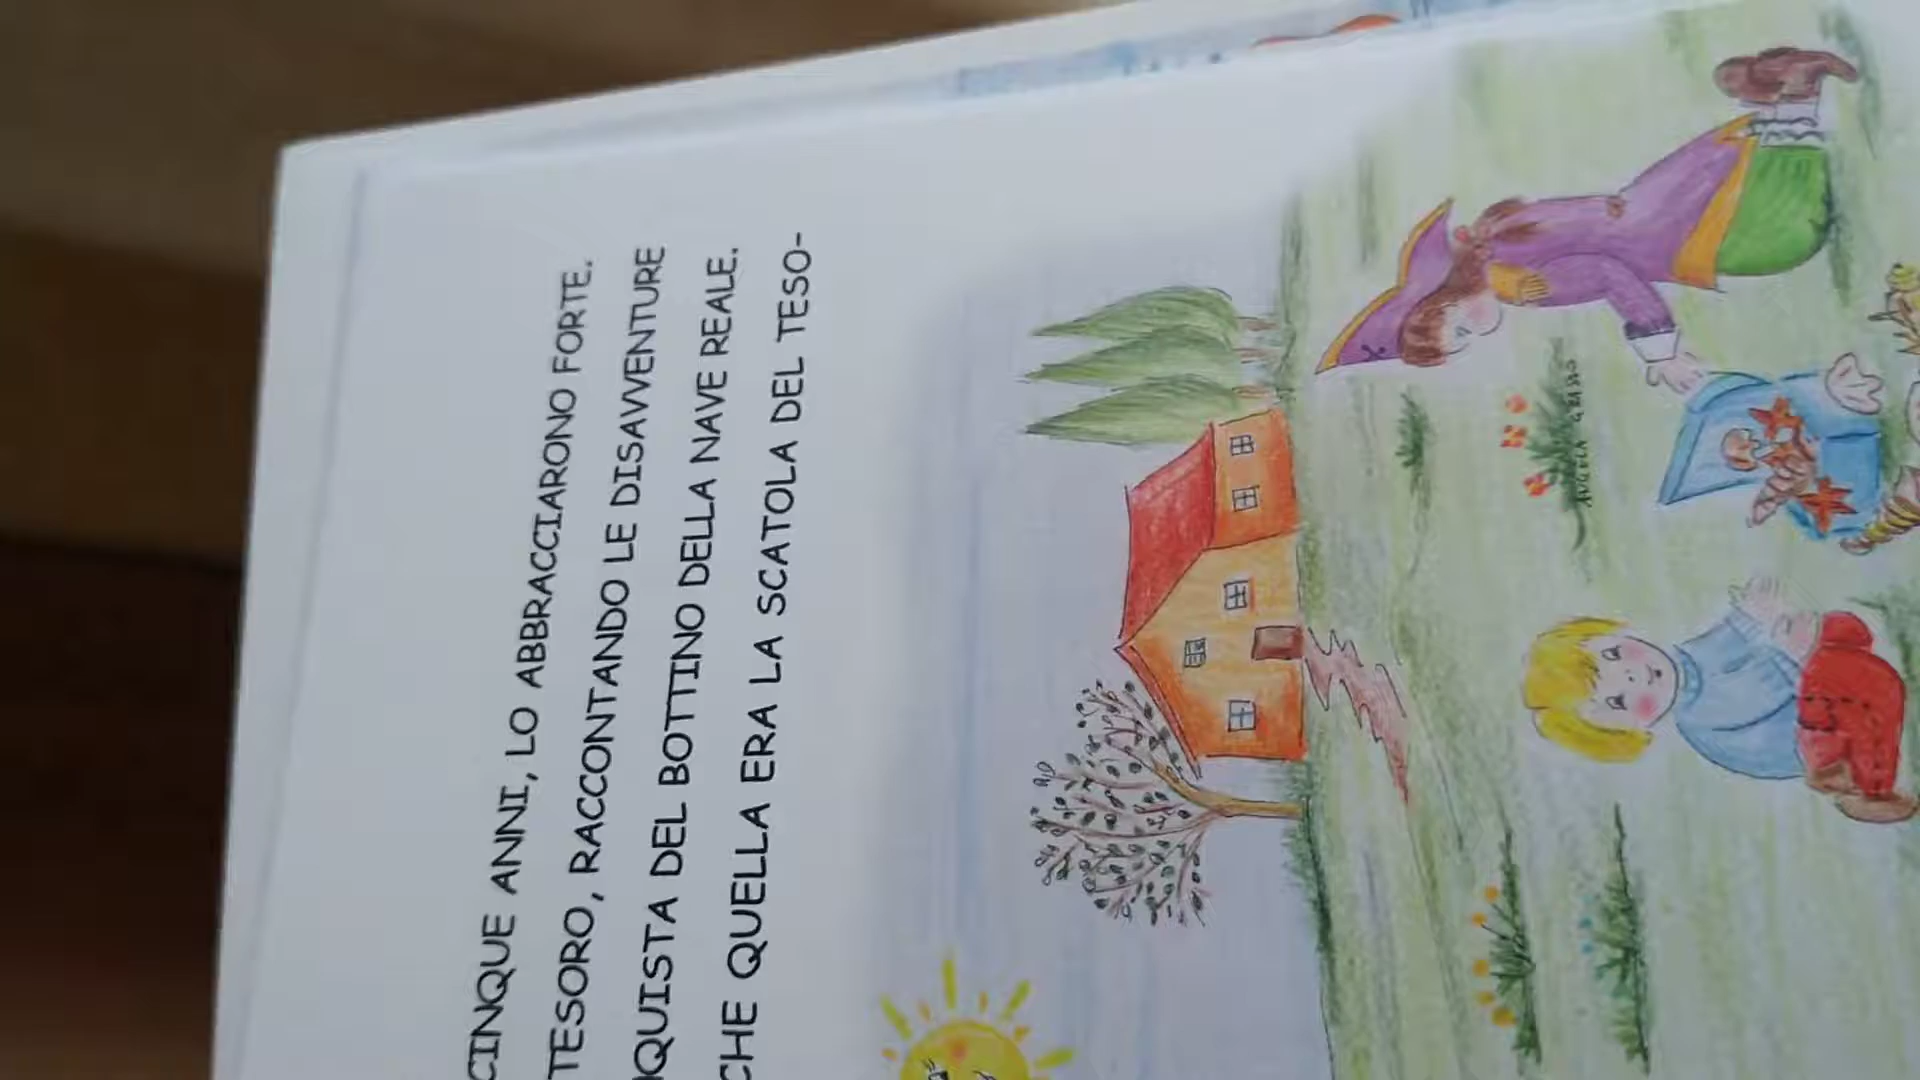 CINQUE ANNI, LO ABBRACCIARONO FORTE.
TESORO, RACCONTANDO LE DISAVVENTURE
QUISTA DEL BOTTINO DELLA NAVE REALE.
CHE QUELLA ERA LA SCATOLA DEL TESO-